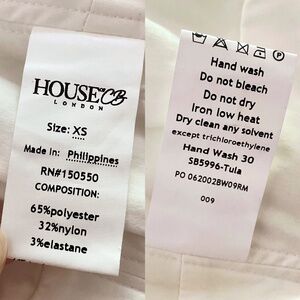 HOUSE OF CB
LONDON
Size: XS
Made in: Philippines
RN#150550
COMPOSITION:
65%polyester
32%nylon
3%elastane
Hand wash
Do not bleach
Do not dry
Iron low heat
Dry clean any solvent
except trichloroethylene
Hand Wash 30
SB5996-Tula
PO 062002BW09RM
009